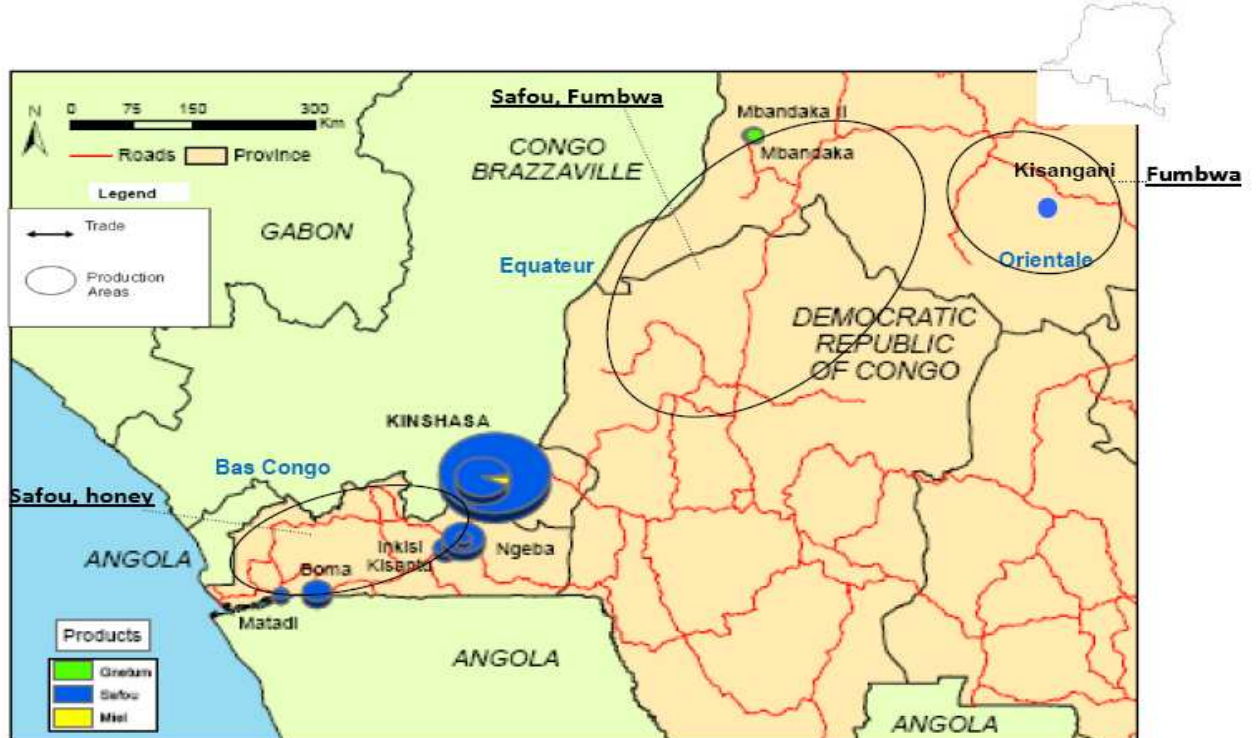 N
0 75 150 300
Km
Roads Province
Legend
Trade
Production
Areas
Safou, Fumbwa
Mbandaka II
Mbandaka
CONGO
BRAZZAVILLE
Kisangani
Fumbwa
GABON
Equateur
Orientale
DEMOCRATIC
REPUBLIC
OF CONGO
KINSHASA
Bas Congo
Safou, honey
ANGOLA
Inkisi
Kisantu
Ngeba
Boma
Matadi
Products
Gnetum
Safou
Miel
ANGOLA
ANGOLA